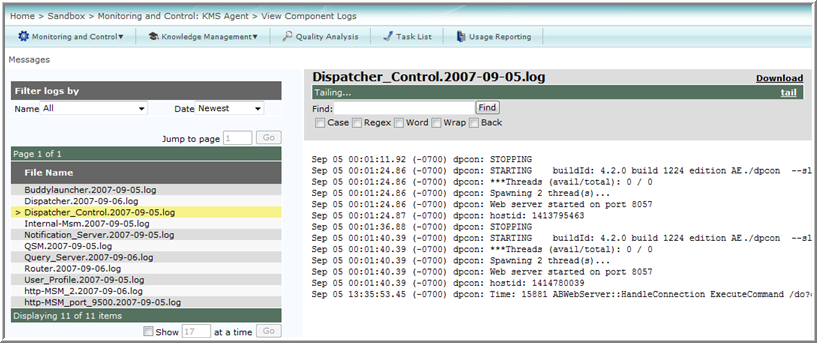 Home > Sandbox > Monitoring and Control: KMS Agent > View Component Logs
Monitoring and Control▼ Knowledge Management▼ Quality Analysis Task List Usage Reporting
Messages
Filter logs by
Name All Date Newest
Jump to page 1 Go
Page 1 of 1
File Name
Buddylauncher.2007-09-05.log
Dispatcher.2007-09-06.log
> Dispatcher_Control.2007-09-05.log
Internal-Msm.2007-09-05.log
Notification_Server.2007-09-05.log
QSM.2007-09-05.log
Query_Server.2007-09-06.log
Router.2007-09-06.log
User_Profile.2007-09-05.log
http-MSM_2.2007-09-06.log
http-MSM_port_9500.2007-09-05.log
Displaying 11 of 11 items
Show 17 at a time Go
Dispatcher_Control.2007-09-05.log Download
Tailing... tail
Find: Find
Case Regex Word Wrap Back
Sep 05 00:01:11.92 (-0700) dpcon: STOPPING
Sep 05 00:01:24.86 (-0700) dpcon: STARTING buildId: 4.2.0 build 1224 edition AE./dpcon --sl
Sep 05 00:01:24.86 (-0700) dpcon: ***Threads (avail/total): 0 / 0
Sep 05 00:01:24.86 (-0700) dpcon: Spawning 2 thread(s)...
Sep 05 00:01:24.86 (-0700) dpcon: Web server started on port 8057
Sep 05 00:01:24.87 (-0700) dpcon: hostid: 1413795463
Sep 05 00:01:36.88 (-0700) dpcon: STOPPING
Sep 05 00:01:40.39 (-0700) dpcon: STARTING buildId: 4.2.0 build 1224 edition AE./dpcon --sl
Sep 05 00:01:40.39 (-0700) dpcon: ***Threads (avail/total): 0 / 0
Sep 05 00:01:40.39 (-0700) dpcon: Spawning 2 thread(s)...
Sep 05 00:01:40.39 (-0700) dpcon: Web server started on port 8057
Sep 05 00:01:40.39 (-0700) dpcon: hostid: 1414780039
Sep 05 13:35:53.45 (-0700) dpcon: Time: 15881 ABWebServer::HandleConnection ExecuteCommand /do?